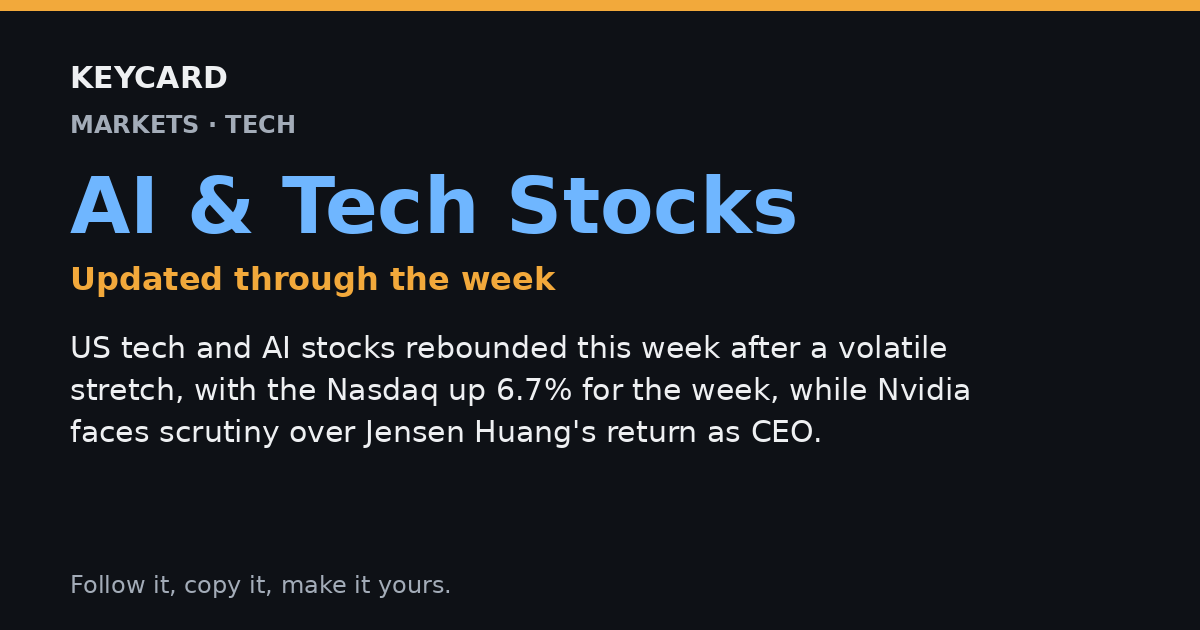 KEYCARD
MARKETS · TECH
AI & Tech Stocks
Updated through the week
US tech and AI stocks rebounded this week after a volatile
stretch, with the Nasdaq up 6.7% for the week, while Nvidia
faces scrutiny over Jensen Huang's return as CEO.
Follow it, copy it, make it yours.